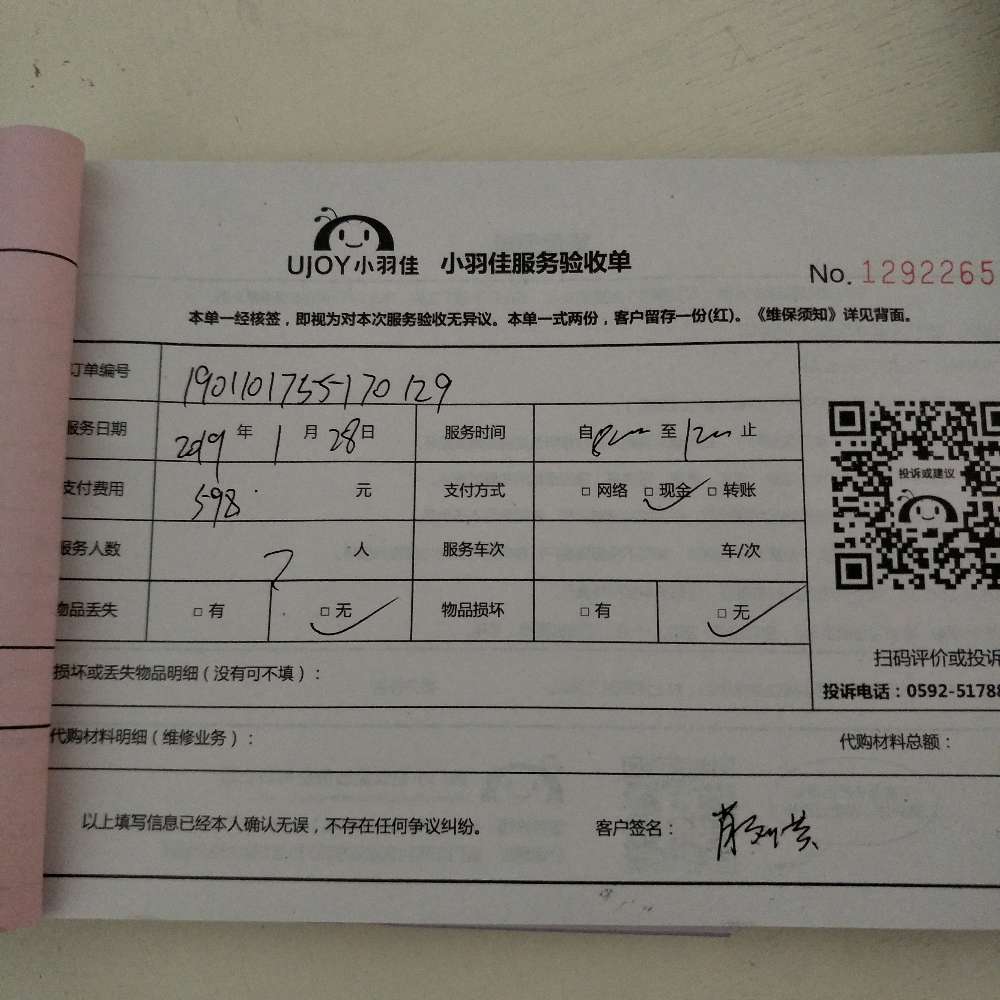 UJOY小羽佳 小羽佳服务验收单
No. 1292265
本单一经核签，即视为对本次服务验收无异议。本单一式两份，客户留存一份(红)。《维保须知》详见背面。
订单编号 1901101755170129
服务日期 2019 年 1 月 28 日 服务时间 自 8 至 12 止
支付费用 598 元 支付方式 □ 网络 □ 现金 ✓ □ 转账
服务人数 2 人 服务车次 车/次
物品丢失 □ 有 □ 无 ✓ 物品损坏 □ 有 □ 无 ✓
投诉或建议
扫码评价或投诉
损坏或丢失物品明细（没有可不填）：
投诉电话：0592-5178
代购材料明细（维修业务）： 代购材料总额：
以上填写信息已经本人确认无误，不存在任何争议纠纷。 客户签名：